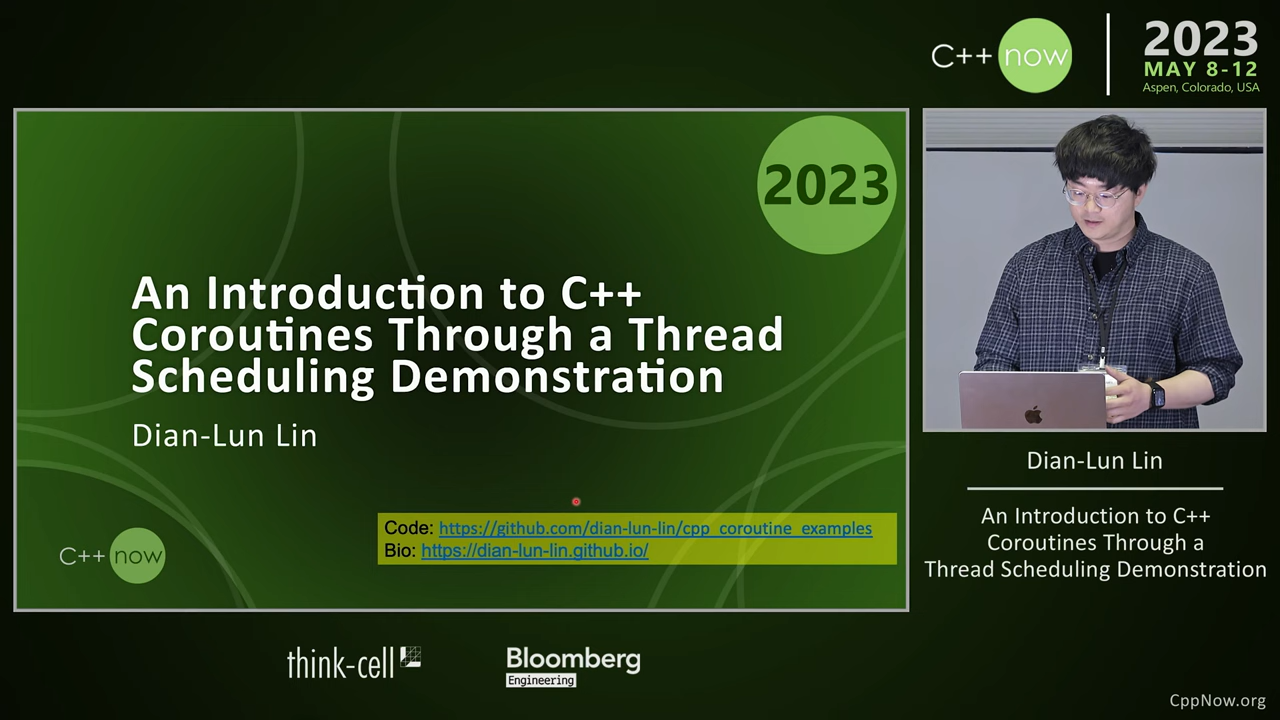 C++ now
2023
MAY 8-12
Aspen, Colorado, USA
2023
An Introduction to C++
Coroutines Through a Thread
Scheduling Demonstration
Dian-Lun Lin
Code: https://github.com/dian-lun-lin/cpp_coroutine_examples
Bio: https://dian-lun-lin.github.io/
C++ now
Dian-Lun Lin
An Introduction to C++
Coroutines Through a
Thread Scheduling Demonstration
think-cell
Bloomberg
Engineering
CppNow.org